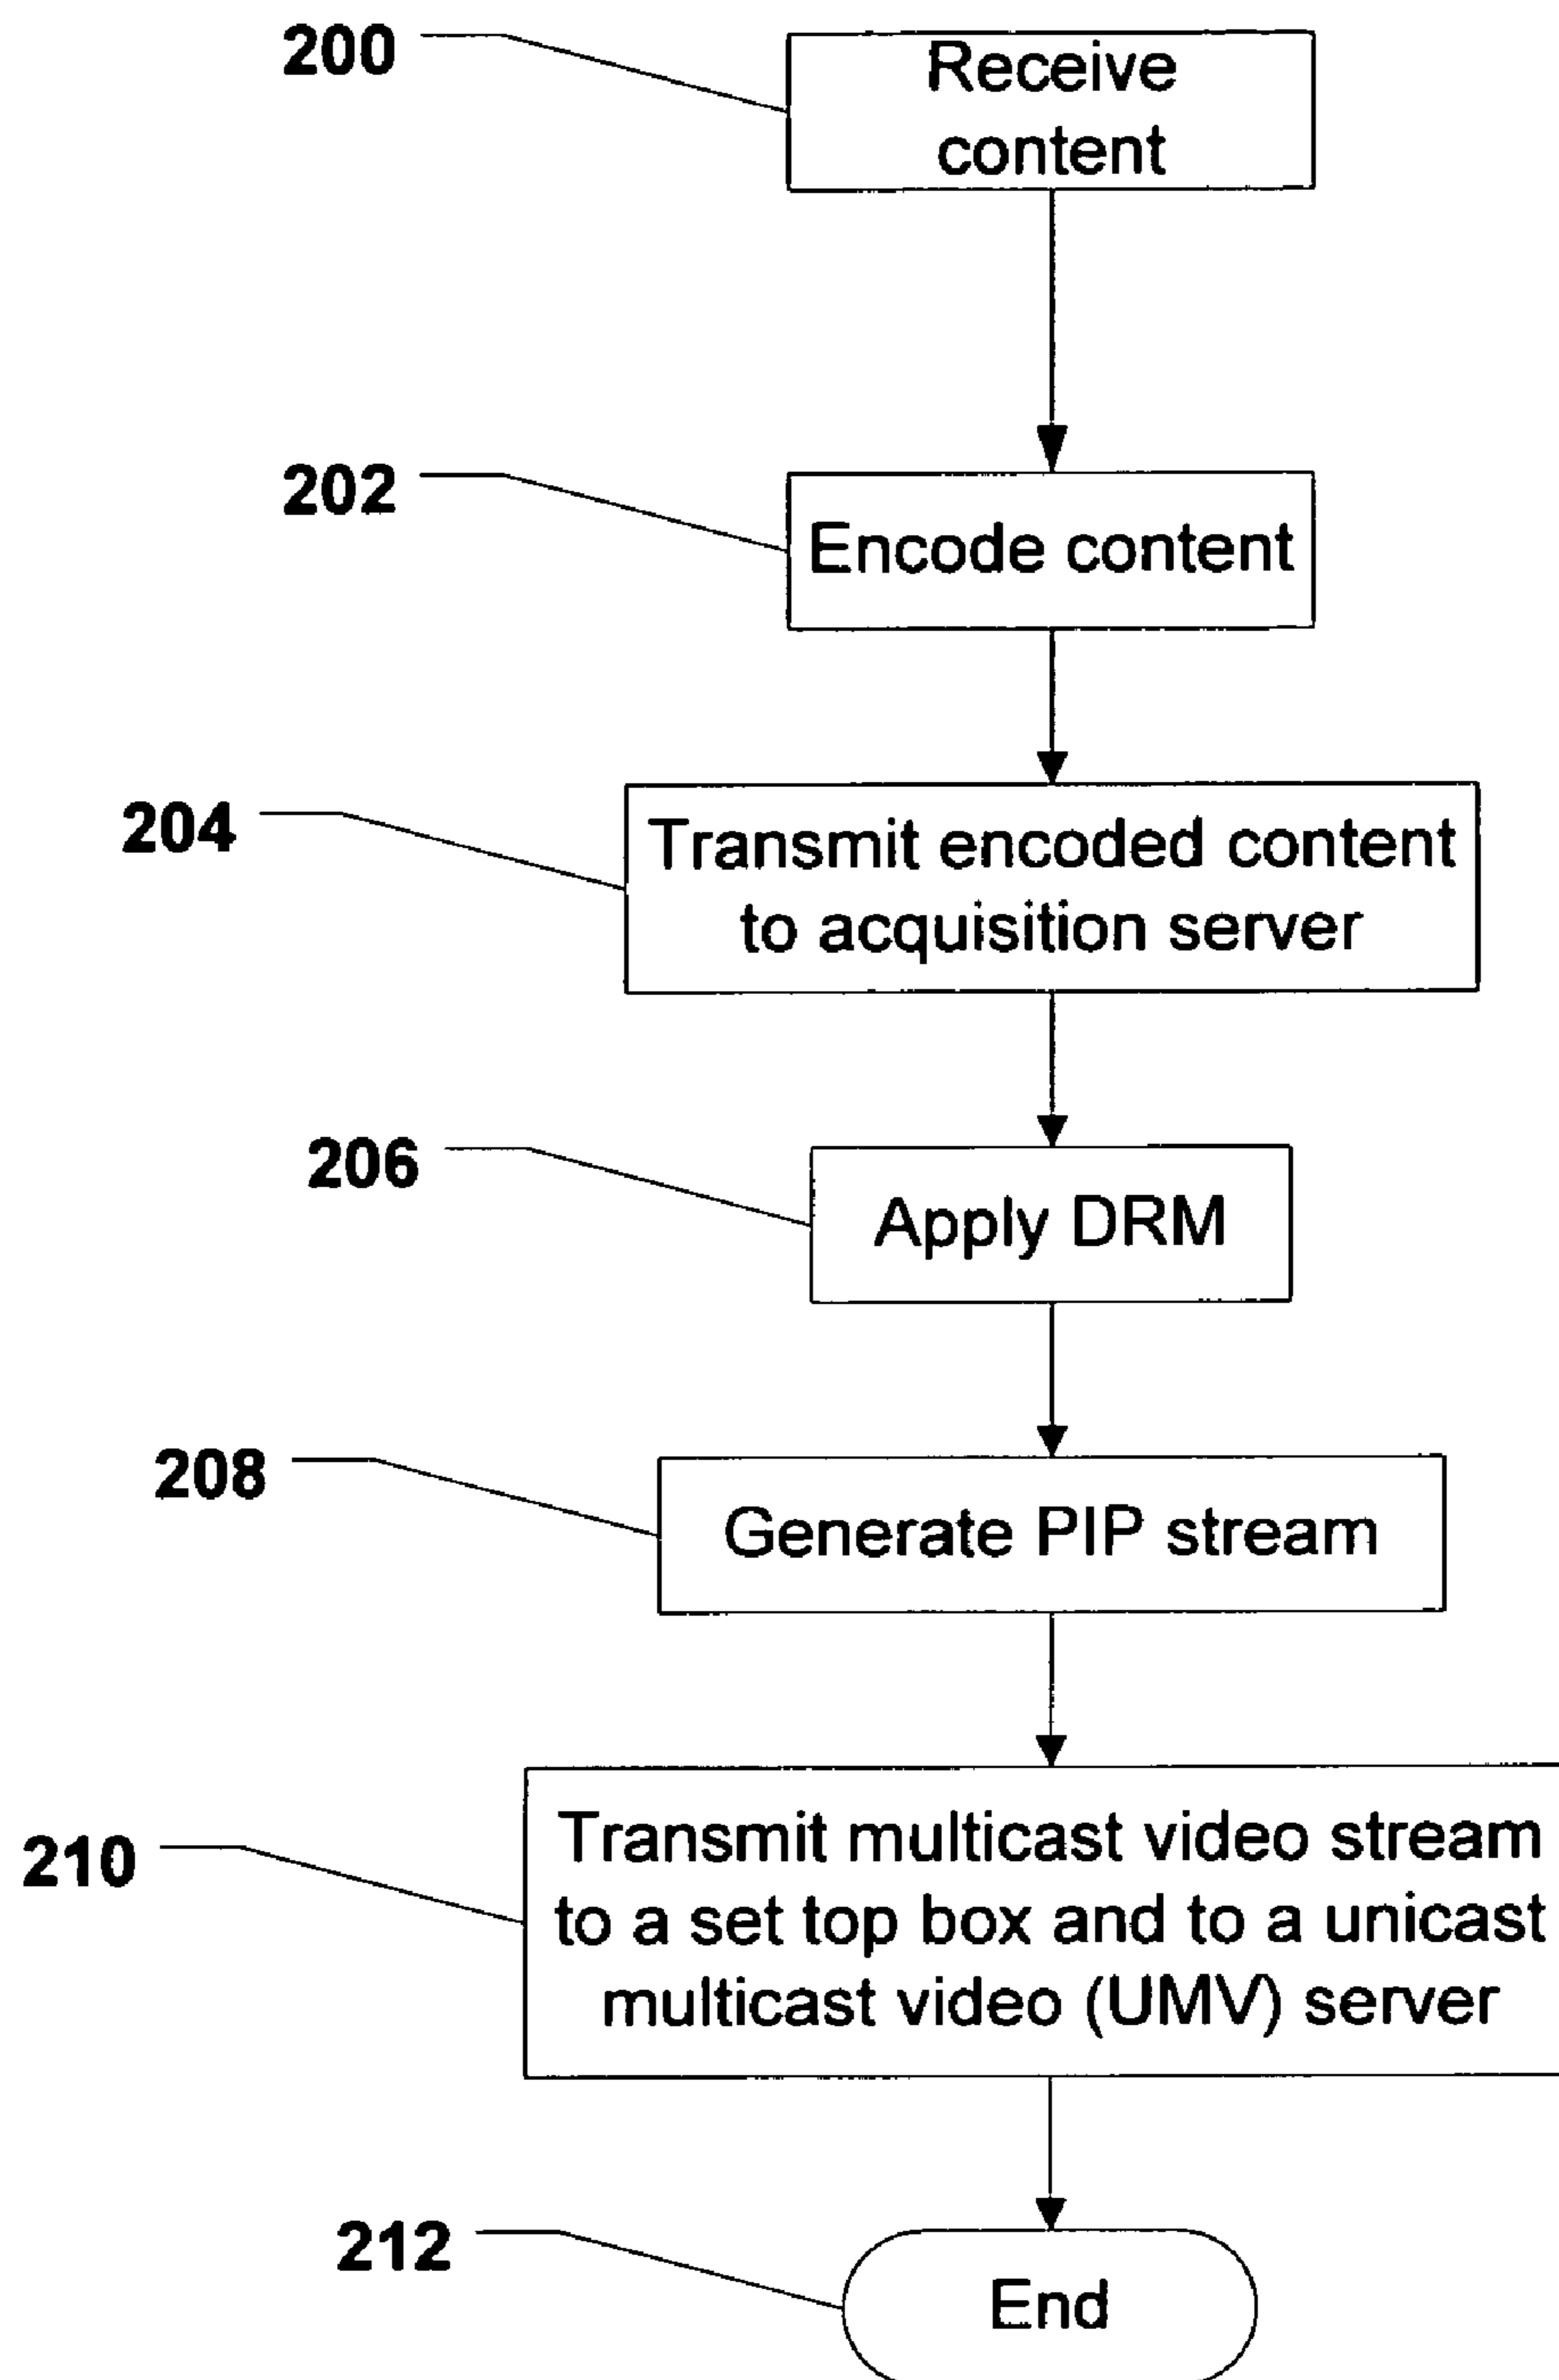 200
Receive
content
202
Encode content
204
Transmit encoded content
to acquisition server
206
Apply DRM
208
Generate PIP stream
210
Transmit multicast video stream
to a set top box and to a unicast
multicast video (UMV) server
212
End